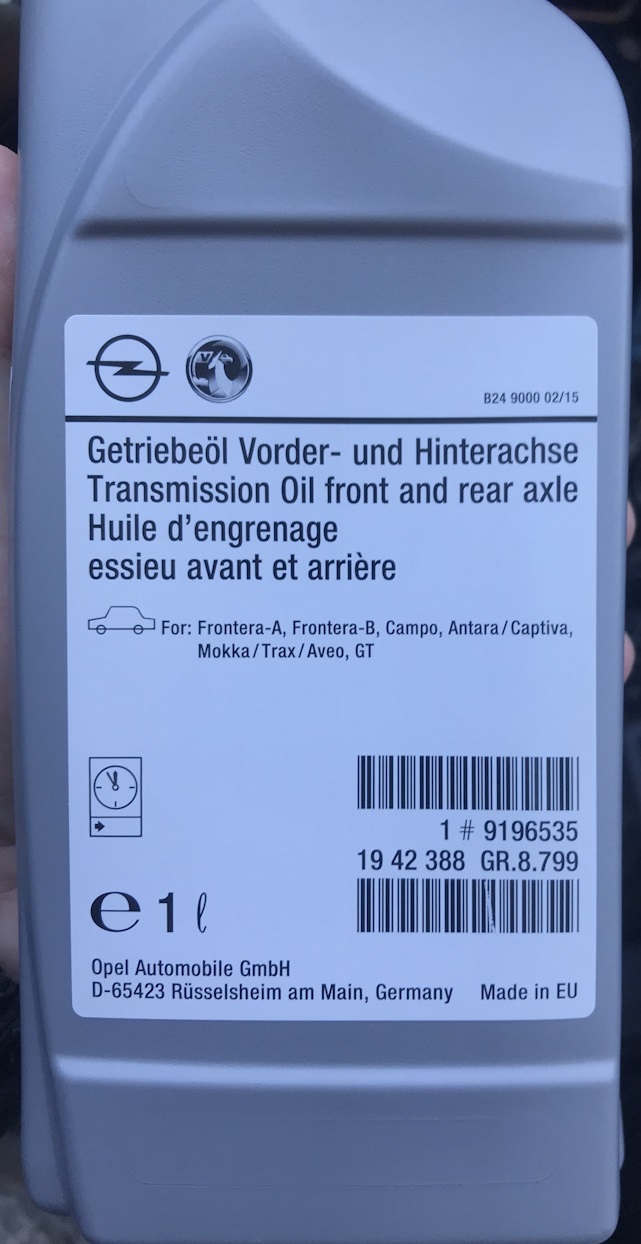 B24 9000 02/15
Getriebeöl Vorder- und Hinterachse
Transmission Oil front and rear axle
Huile d'engrenage
essieu avant et arrière
For: Frontera-A, Frontera-B, Campo, Antara/Captiva,
Mokka/Trax/Aveo, GT
1 # 9196535
19 42 388 GR.8.799
e 1 l
Opel Automobile GmbH
D-65423 Rüsselsheim am Main, Germany Made in EU